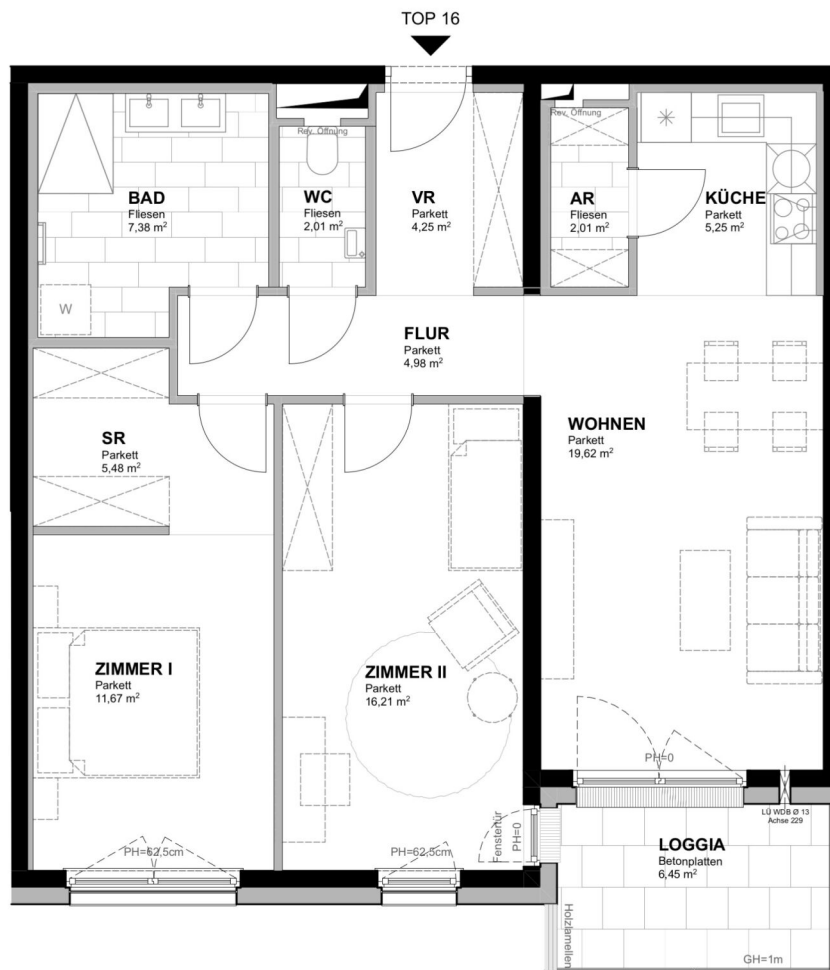 TOP 16
Rev. Öffnung
Rev. Öffnung
BAD
Fliesen
7,38 m²
WC
Fliesen
2,01 m²
VR
Parkett
4,25 m²
AR
Fliesen
2,01 m²
KÜCHE
Parkett
5,25 m²
W
FLUR
Parkett
4,98 m²
SR
Parkett
5,48 m²
WOHNEN
Parkett
19,62 m²
ZIMMER I
Parkett
11,67 m²
ZIMMER II
Parkett
16,21 m²
PH=0
LÜ WDB Ø 13
Achse 229
Fenstertür
PH=0
PH=62,5cm
PH=62,5cm
LOGGIA
Betonplatten
6,45 m²
Holzlamellen
GH=1m